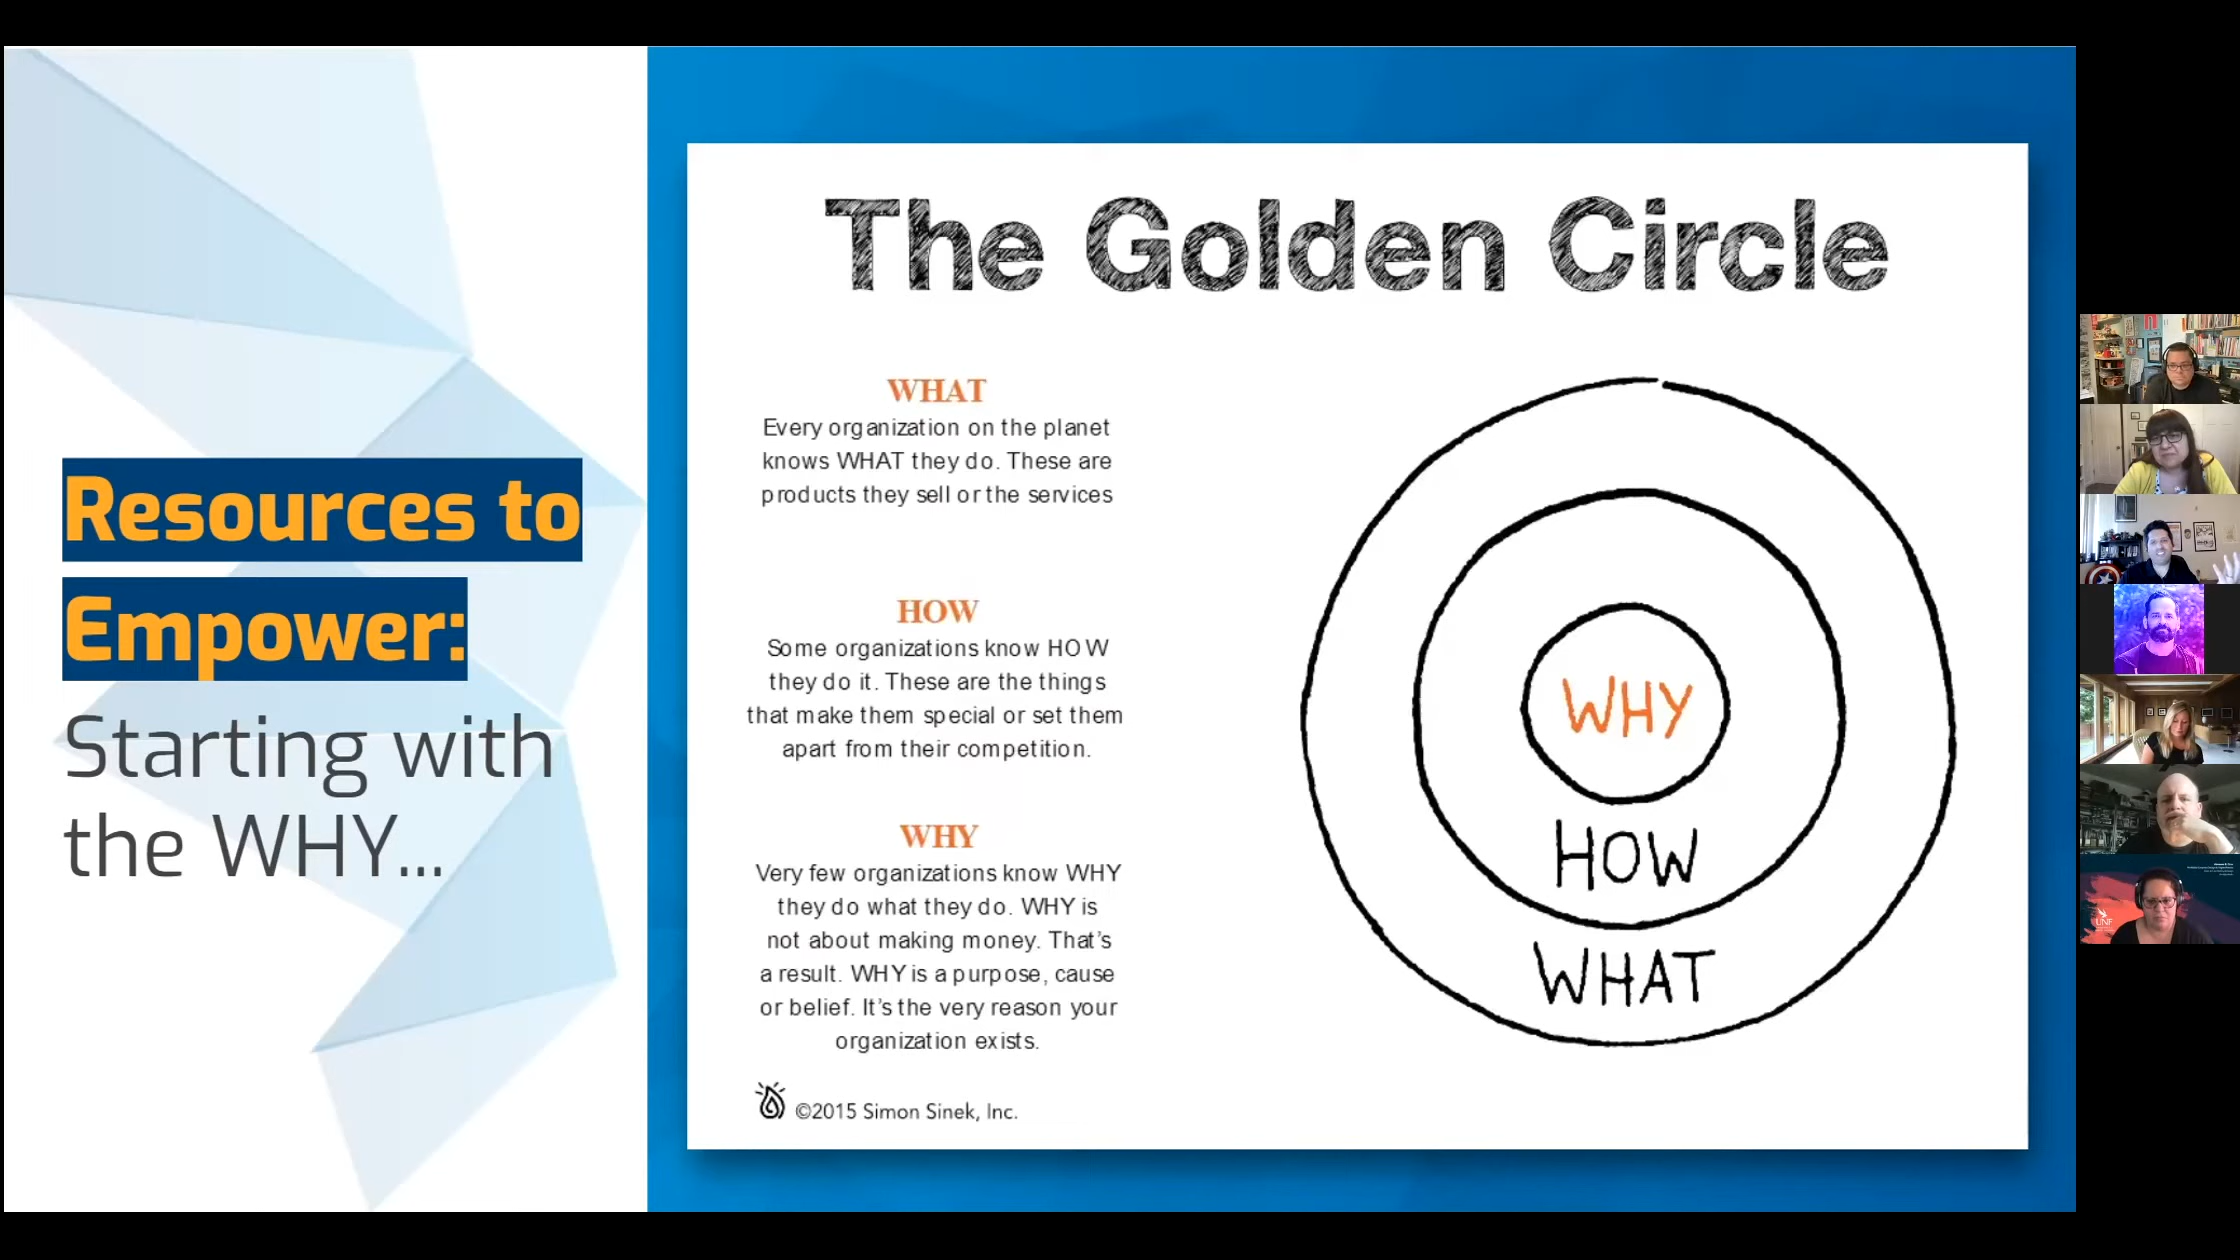 Resources to
Empower:
Starting with
the WHY...
The Golden Circle
WHAT
Every organization on the planet
knows WHAT they do. These are
products they sell or the services
HOW
Some organizations know HOW
they do it. These are the things
that make them special or set them
apart from their competition.
WHY
Very few organizations know WHY
they do what they do. WHY is
not about making money. That's
a result. WHY is a purpose, cause
or belief. It's the very reason your
organization exists.
©2015 Simon Sinek, Inc.
WHY
HOW
WHAT
UNF